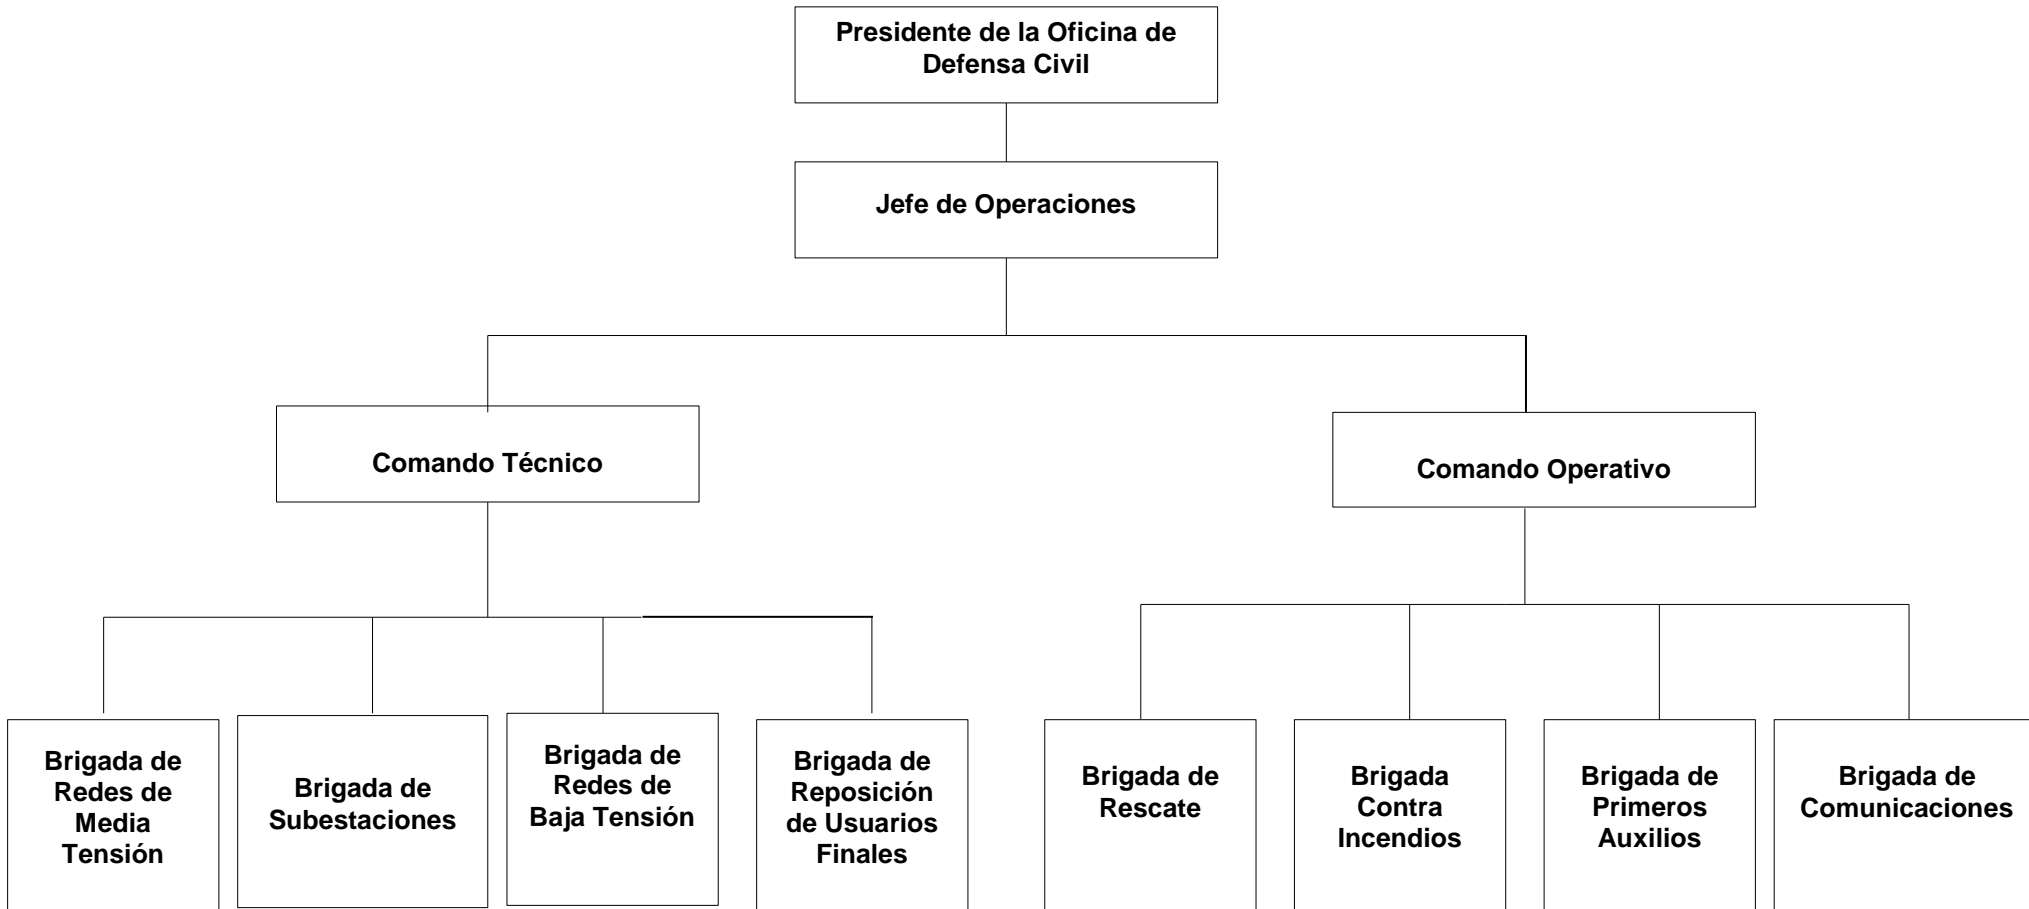 Presidente de la Oficina de
Defensa Civil
Jefe de Operaciones
Comando Técnico
Comando Operativo
Brigada de
Redes de
Media
Tensión
Brigada de
Subestaciones
Brigada de
Redes de
Baja Tensión
Brigada de
Reposición
de Usuarios
Finales
Brigada de
Rescate
Brigada
Contra
Incendios
Brigada de
Primeros
Auxilios
Brigada de
Comunicaciones